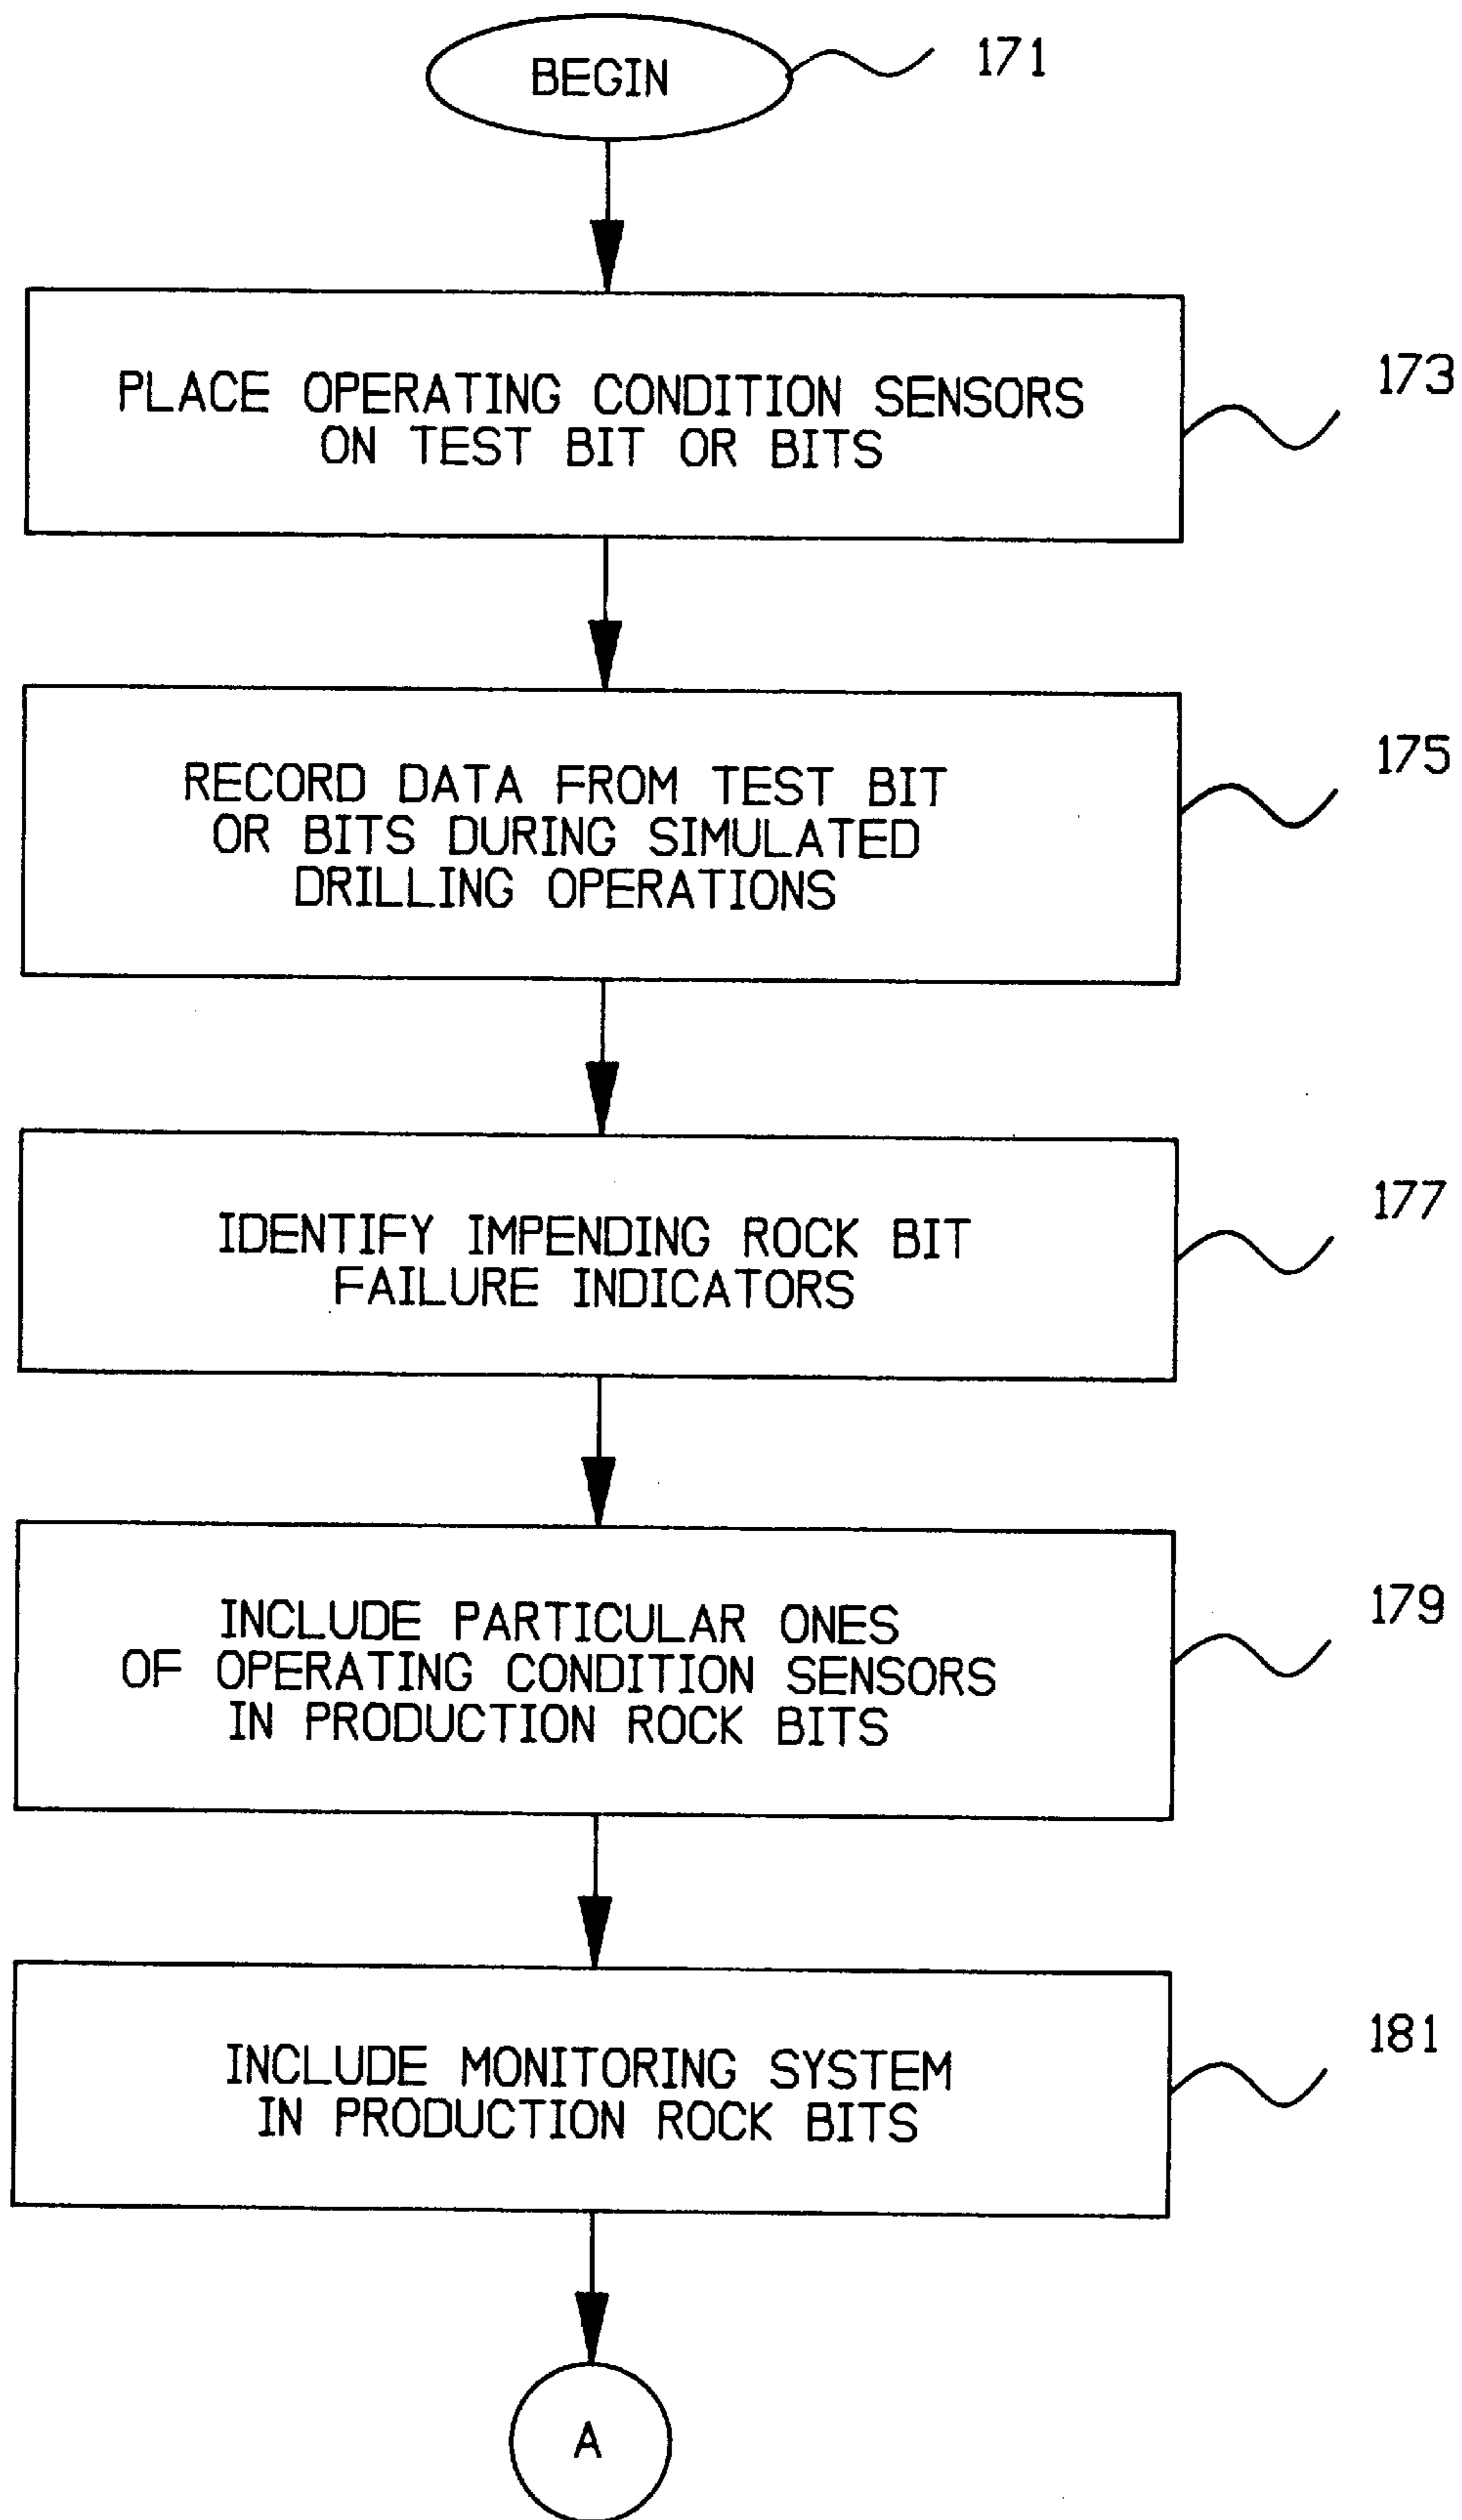 BEGIN
171
PLACE OPERATING CONDITION SENSORS
ON TEST BIT OR BITS
173
RECORD DATA FROM TEST BIT
OR BITS DURING SIMULATED
DRILLING OPERATIONS
175
IDENTIFY IMPENDING ROCK BIT
FAILURE INDICATORS
177
INCLUDE PARTICULAR ONES
OF OPERATING CONDITION SENSORS
IN PRODUCTION ROCK BITS
179
INCLUDE MONITORING SYSTEM
IN PRODUCTION ROCK BITS
181
A